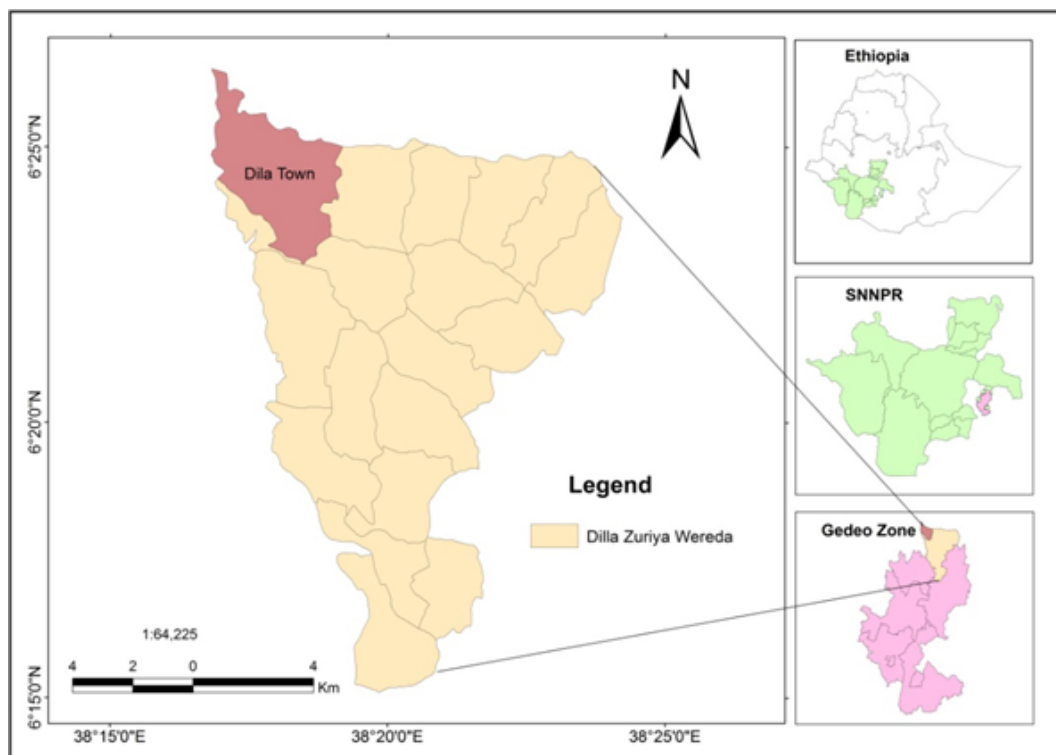 N
Dila Town
Legend
Dilla Zuriya Wereda
1:64,225
4 2 0 4
Km
6°25'0"N
6°20'0"N
6°15'0"N
38°15'0"E 38°20'0"E 38°25'0"E
Ethiopia
SNNPR
Gedeo Zone